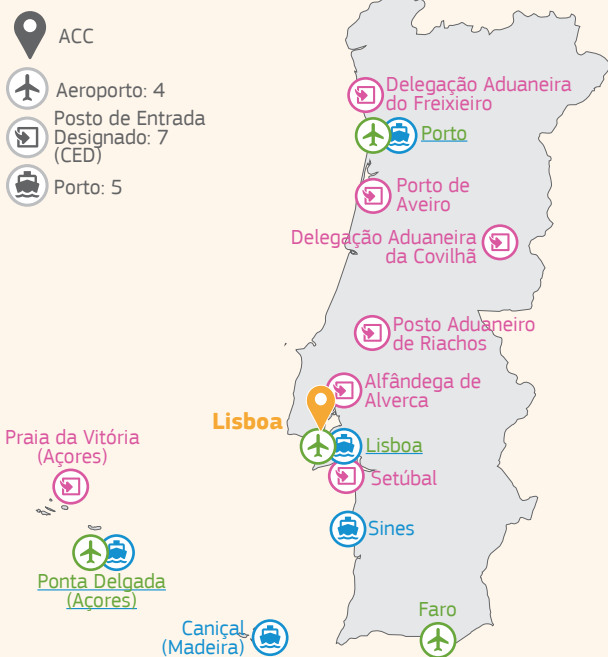 ACC
Aeroporto: 4
Posto de Entrada
Designado: 7
(CED)
Porto: 5
Delegação Aduaneira
do Freixieiro
Porto
Porto de
Aveiro
Delegação Aduaneira
da Covilhã
Posto Aduaneiro
de Riachos
Alfândega de
Alverca
Lisboa
Lisboa
Praia da Vitória
(Açores)
Setúbal
Sines
Ponta Delgada
(Açores)
Faro
Caniçal
(Madeira)